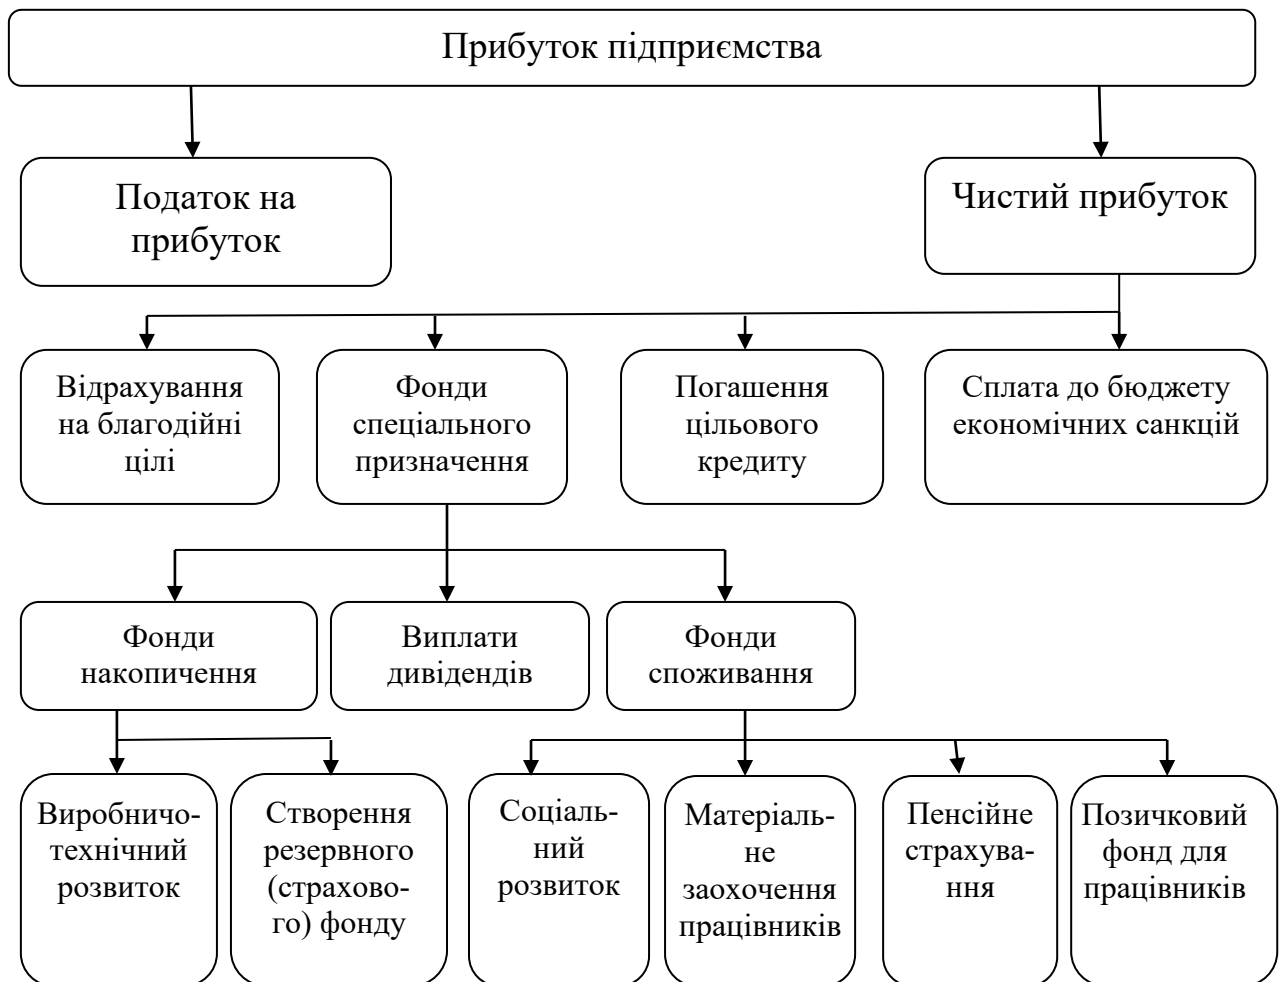 Прибуток підприємства
Податок на
прибуток
Чистий прибуток
Відрахування
на благодійні
цілі
Фонди
спеціального
призначення
Погашення
цільового
кредиту
Сплата до бюджету
економічних санкцій
Фонди
накопичення
Виплати
дивідендів
Фонди
споживання
Виробничо-
технічний
розвиток
Створення
резервного
(страхово-
го) фонду
Соціаль-
ний
розвиток
Матеріаль-
не
заохочення
працівників
Пенсійне
страхува-
ння
Позичковий
фонд для
працівників